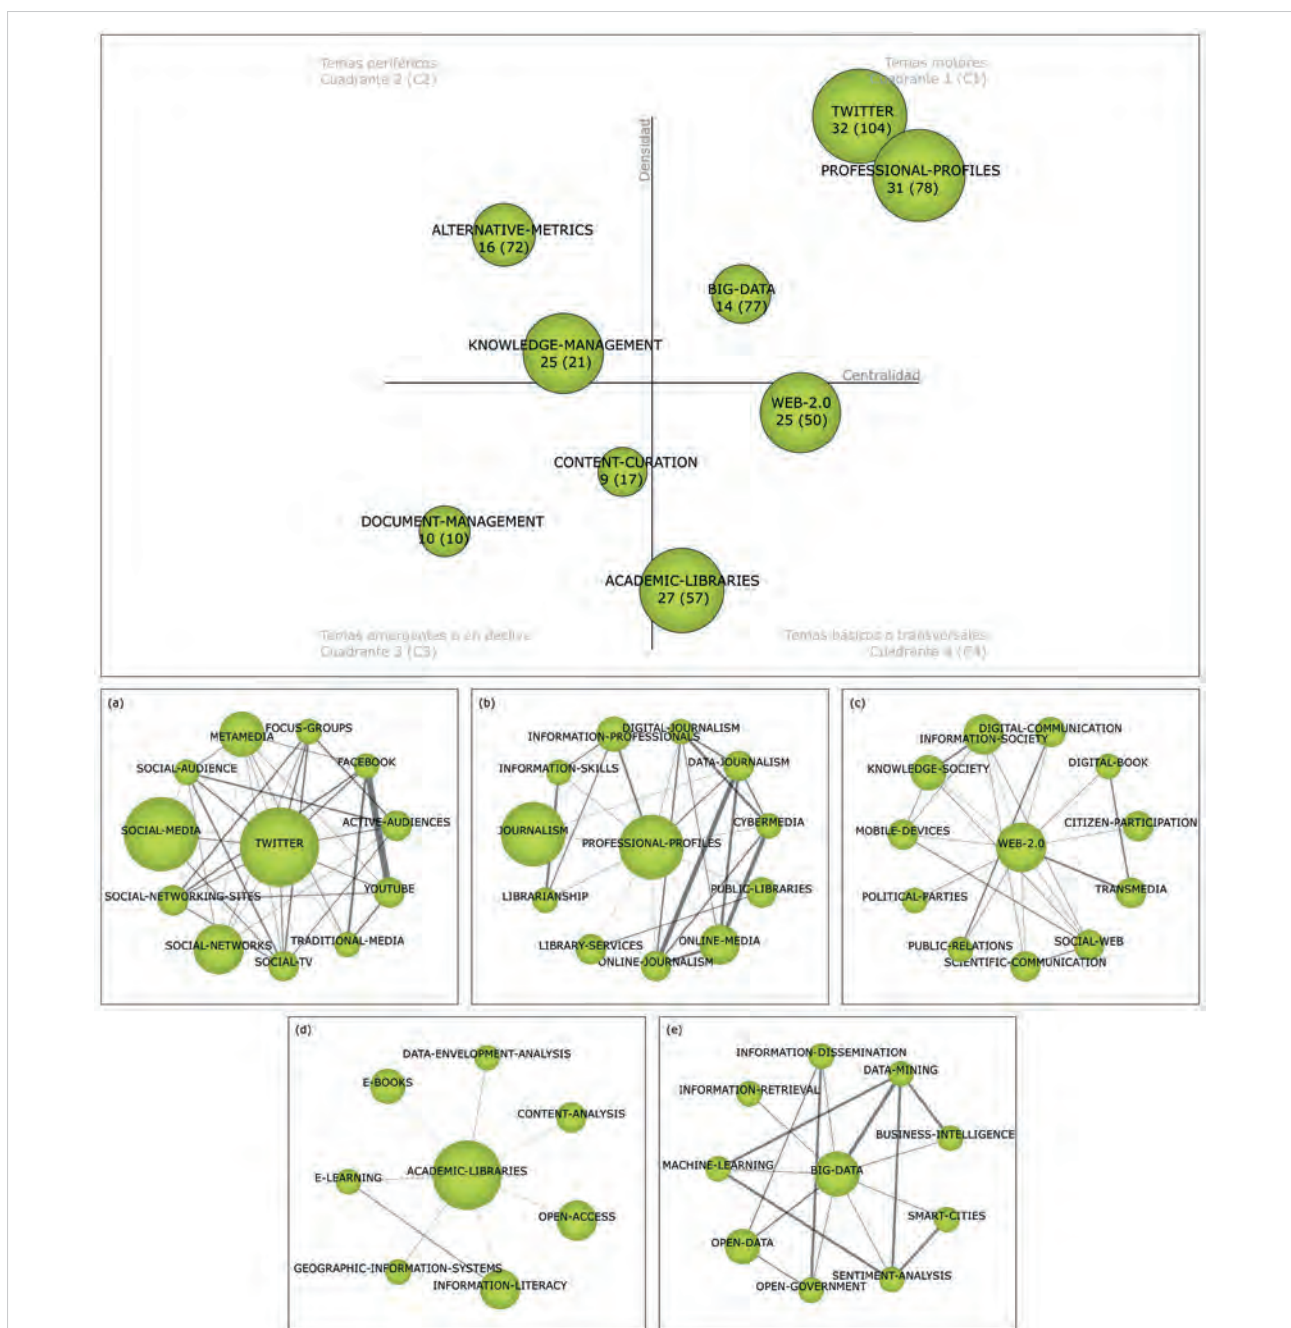 Temas periféricos
Cuadrante 2 (C2)
Temas motores
Cuadrante 1 (C1)
Densidad
TWITTER
32 (104)
PROFESSIONAL-PROFILES
31 (78)
ALTERNATIVE-METRICS
16 (72)
BIG-DATA
14 (77)
KNOWLEDGE-MANAGEMENT
25 (21)
Centralidad
WEB-2.0
25 (50)
CONTENT-CURATION
9 (17)
DOCUMENT-MANAGEMENT
10 (10)
ACADEMIC-LIBRARIES
27 (57)
Temas emergentes o en declive
Cuadrante 3 (C3)
Temas básicos o transversales
Cuadrante 4 (C4)
(a)
FOCUS-GROUPS
METAMEDIA
FACEBOOK
SOCIAL-AUDIENCE
ACTIVE-AUDIENCES
SOCIAL-MEDIA
TWITTER
YOUTUBE
SOCIAL-NETWORKING-SITES
TRADITIONAL-MEDIA
SOCIAL-NETWORKS
SOCIAL-TV
(b)
DIGITAL-JOURNALISM
INFORMATION-PROFESSIONALS
DATA-JOURNALISM
INFORMATION-SKILLS
CYBERMEDIA
JOURNALISM
PROFESSIONAL-PROFILES
PUBLIC-LIBRARIES
LIBRARIANSHIP
ONLINE-MEDIA
LIBRARY-SERVICES
ONLINE-JOURNALISM
(c)
DIGITAL-COMMUNICATION
INFORMATION-SOCIETY
DIGITAL-BOOK
KNOWLEDGE-SOCIETY
CITIZEN-PARTICIPATION
MOBILE-DEVICES
WEB-2.0
TRANSMEDIA
POLITICAL-PARTIES
SOCIAL-WEB
PUBLIC-RELATIONS
SCIENTIFIC-COMMUNICATION
(d)
DATA-ENVELOPMENT-ANALYSIS
E-BOOKS
CONTENT-ANALYSIS
ACADEMIC-LIBRARIES
E-LEARNING
OPEN-ACCESS
GEOGRAPHIC-INFORMATION-SYSTEMS
INFORMATION-LITERACY
(e)
INFORMATION-DISSEMINATION
DATA-MINING
INFORMATION-RETRIEVAL
BUSINESS-INTELLIGENCE
MACHINE-LEARNING
BIG-DATA
SMART-CITIES
OPEN-DATA
SENTIMENT-ANALYSIS
OPEN-GOVERNMENT